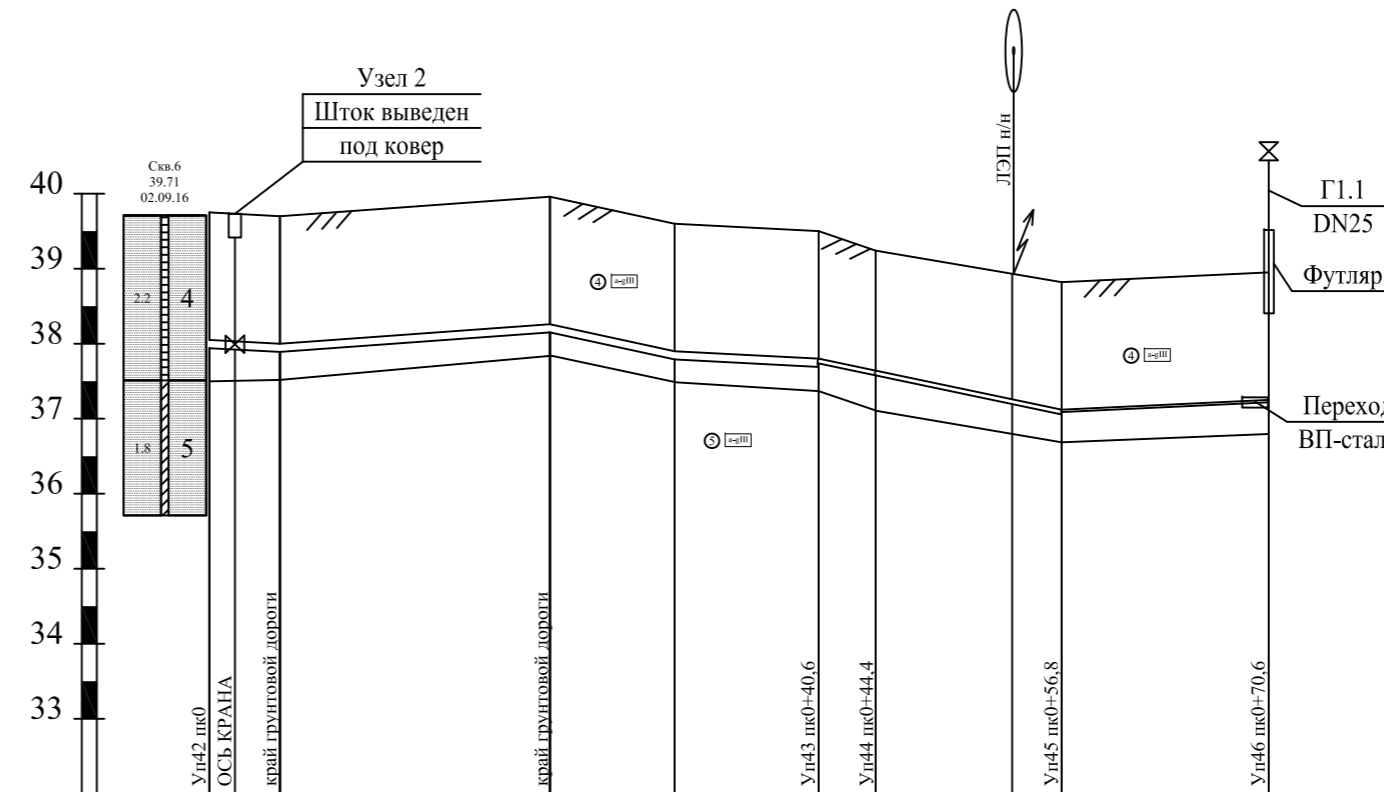 Узел 2
Шток выведен
под ковер
Скв.6
39.71
02.09.16
ЛЭП н/н
Г1.1
DN25
Футляр
40
39
38
37
36
35
34
33
2.2
4
1.8
5
4 a-gIII
4 a-gIII
5 a-gIII
Переход
ВП-стал
Уп42 пк0
ОСЬ КРАНА
край грунтовой дороги
край грунтовой дороги
Уп43 пк0+40,6
Уп44 пк0+44,4
Уп45 пк0+56,8
Уп46 пк0+70,6